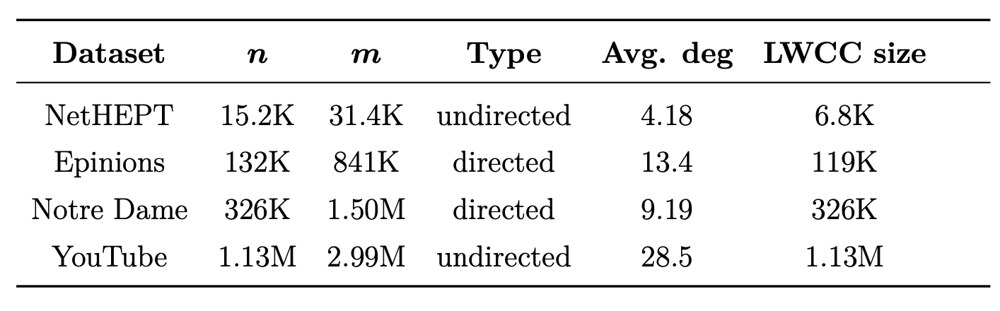 Dataset n m Type Avg. deg LWCC size
NetHEPT 15.2K 31.4K undirected 4.18 6.8K
Epinions 132K 841K directed 13.4 119K
Notre Dame 326K 1.50M directed 9.19 326K
YouTube 1.13M 2.99M undirected 28.5 1.13M